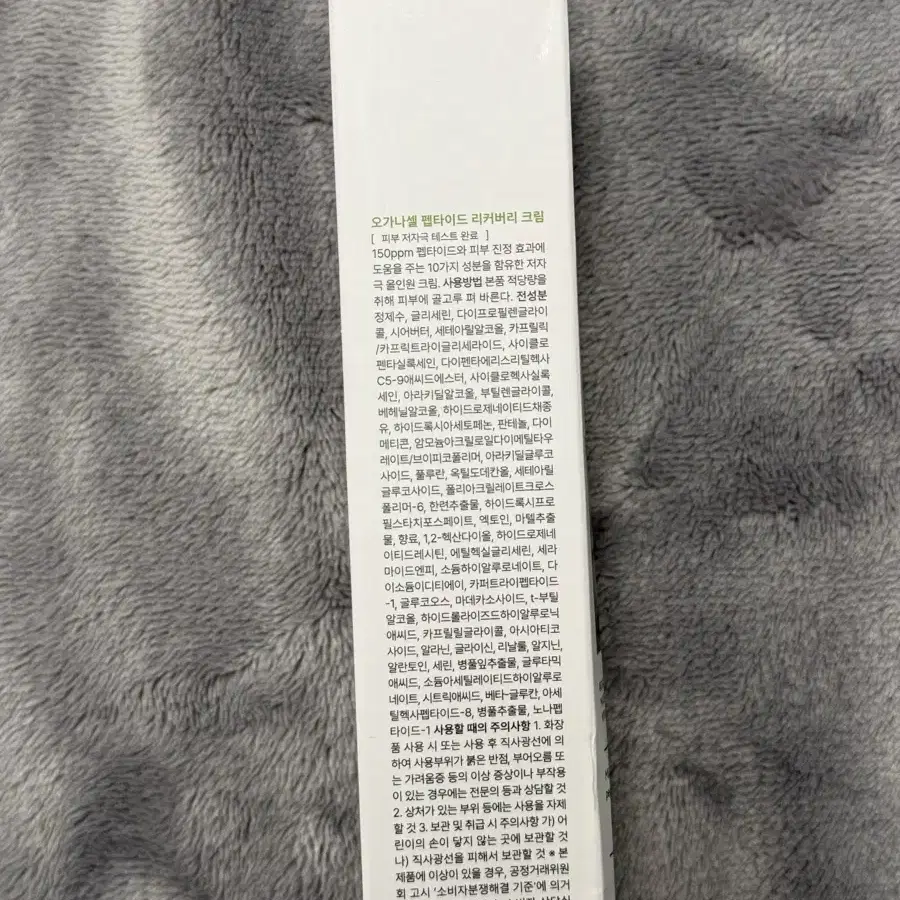 오가나셀 펩타이드 리커버리 크림
[ 피부 저자극 테스트 완료 ]
150ppm 펩타이드와 피부 진정 효과에
도움을 주는 10가지 성분을 함유한 저자
극 올인원 크림. 사용방법 본품 적당량을
취해 피부에 골고루 펴 바른다. 전성분
정제수, 글리세린, 다이프로필렌글라이
콜, 시어버터, 세테아릴알코올, 카프릴릭
/카프릭트라이글리세라이드, 사이클로
펜타실록세인, 다이펜타에리스리틸헥사
C5-9애씨드에스터, 사이클로헥사실록
세인, 아라키딜알코올, 부틸렌글라이콜,
베헤닐알코올, 하이드로제네이티드채종
유, 하이드록시아세토페논, 판테놀, 다이
메티콘, 암모늄아크릴로일다이메틸타우
레이트/브이피코폴리머, 아라키딜글루코
사이드, 풀루란, 옥틸도데칸올, 세테아릴
글루코사이드, 폴리아크릴레이트크로스
폴리머-6, 한련추출물, 하이드록시프로
필스타치포스페이트, 엑토인, 마텔추출
물, 향료, 1,2-헥산다이올, 하이드로제네
이티드레시틴, 에틸헥실글리세린, 세라
마이드엔피, 소듐하이알루로네이트, 다
이소듐이디티에이, 카퍼트라이펩타이드
-1, 글루코오스, 마데카소사이드, t-부틸
알코올, 하이드롤라이즈드하이알루로닉
애씨드, 카프릴릴글라이콜, 아시아티코
사이드, 알라닌, 글라이신, 리날룰, 알지닌,
알란토인, 세린, 병풀잎추출물, 글루타믹
애씨드, 소듐아세틸레이티드하이알루로
네이트, 시트릭애씨드, 베타-글루칸, 아세
틸헥사펩타이드-8, 병풀추출물, 노나펩
타이드-1 사용할 때의 주의사항 1. 화장
품 사용 시 또는 사용 후 직사광선에 의
하여 사용부위가 붉은 반점, 부어오름 또
는 가려움증 등의 이상 증상이나 부작용
이 있는 경우에는 전문의 등과 상담할 것
2. 상처가 있는 부위 등에는 사용을 자제
할 것 3. 보관 및 취급 시 주의사항 가) 어
린이의 손이 닿지 않는 곳에 보관할 것
나) 직사광선을 피해서 보관할 것 ※ 본
제품에 이상이 있을 경우, 공정거래위원
회 고시 '소비자분쟁해결 기준'에 의거